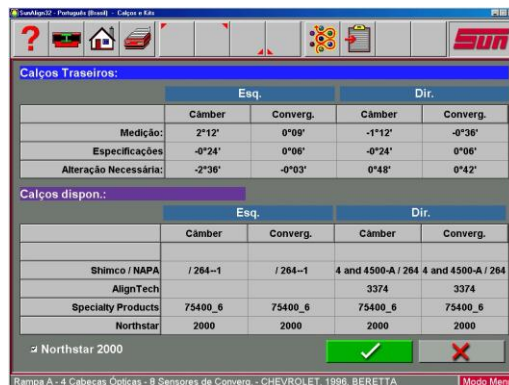 SunAlign32 - Português (Brasil) - Calços e Kits
?
Sun
Calços Traseiros:
Esq. Dir.
Câmber Converg. Câmber Converg.
Medição: 2°12' 0°09' -1°12' -0°36'
Especificações -0°24' 0°06' -0°24' 0°06'
Alteração Necessária: -2°36' -0°03' 0°48' 0°42'
Calços dispon.:
Esq. Dir.
Câmber Converg. Câmber Converg.
Shimco / NAPA / 264--1 / 264--1 4 and 4500-A / 264 4 and 4500-A / 264
AlignTech 3374 3374
Specialty Products 75400_6 75400_6 75400_6 75400_6
Northstar 2000 2000 2000 2000
Northstar 2000
Rampa A - 4 Cabeças Ópticas - 8 Sensores de Converg. - CHEVROLET, 1996, BERETTA Modo Menu